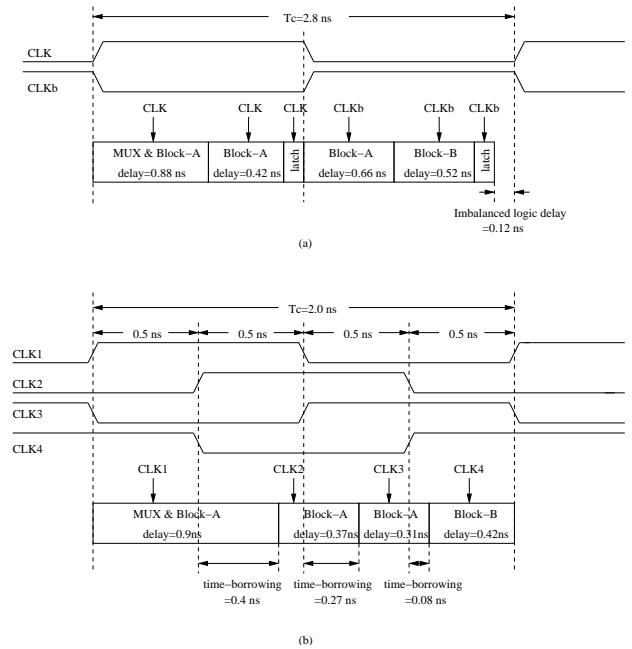 Tc=2.8 ns
CLK
CLKb
CLK CLK CLK CLKb CLKb CLKb
MUX & Block−A Block−A latch Block−A Block−B latch
delay=0.88 ns delay=0.42 ns delay=0.66 ns delay=0.52 ns
Imbalanced logic delay
=0.12 ns
(a)
Tc=2.0 ns
0.5 ns 0.5 ns 0.5 ns 0.5 ns
CLK1
CLK2
CLK3
CLK4
CLK1 CLK2 CLK3 CLK4
MUX & Block−A Block−A Block−A Block−B
delay=0.9ns delay=0.37ns delay=0.31ns delay=0.42ns
time−borrowing time−borrowing time−borrowing
=0.4 ns =0.27 ns =0.08 ns
(b)